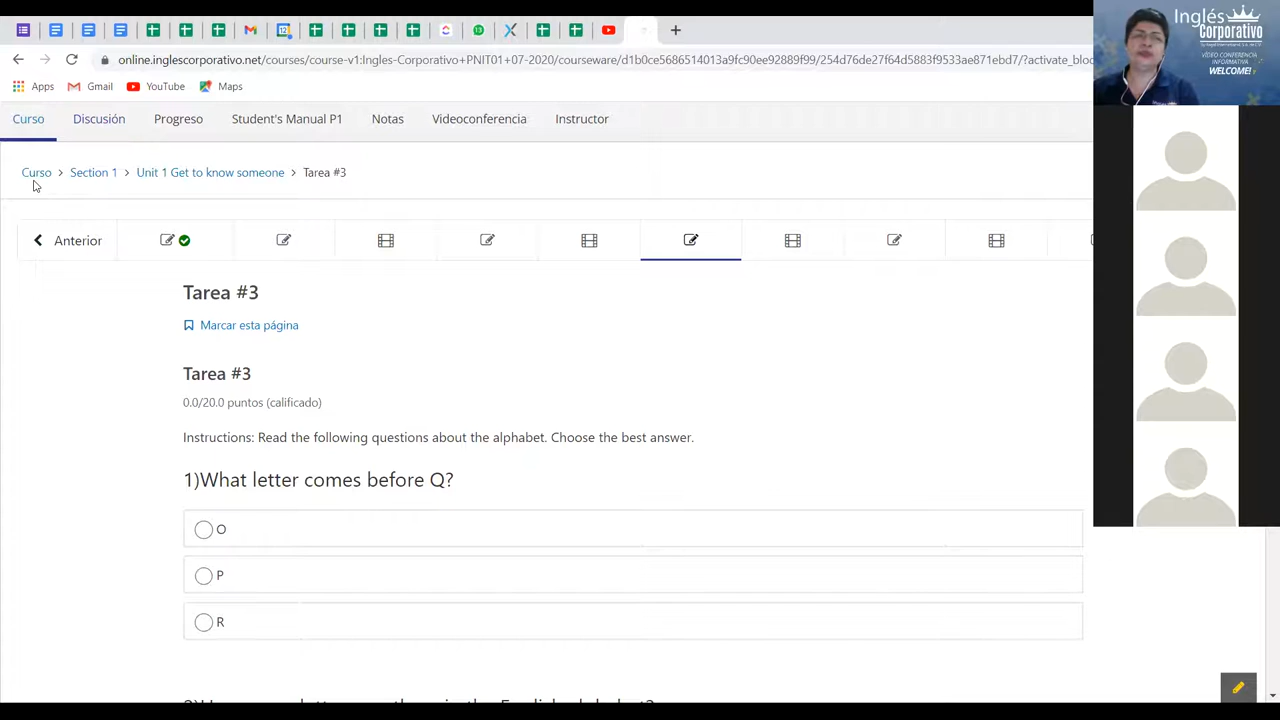 online.inglescorporativo.net/courses/course-v1:Ingles-Corporativo+PNIT01
courseware/d1b0ce5686514013a9fc90ee92889f99/254d76de27f64d5883f9533ae871ebd7/?activate_bloc
Apps Gmail YouTube Maps
Inglés
Corporativo
VIDEO CONFERENCIA
INFORMATIVA
WELCOME!
Curso Discusión Progreso Student's Manual P1 Notas Videoconferencia Instructor
Curso > Section 1 > Unit 1 Get to know someone > Tarea #3
Anterior
Tarea #3
Marcar esta página
Tarea #3
0.0/20.0 puntos (calificado)
Instructions: Read the following questions about the alphabet. Choose the best answer.
1)What letter comes before Q?
O
P
R